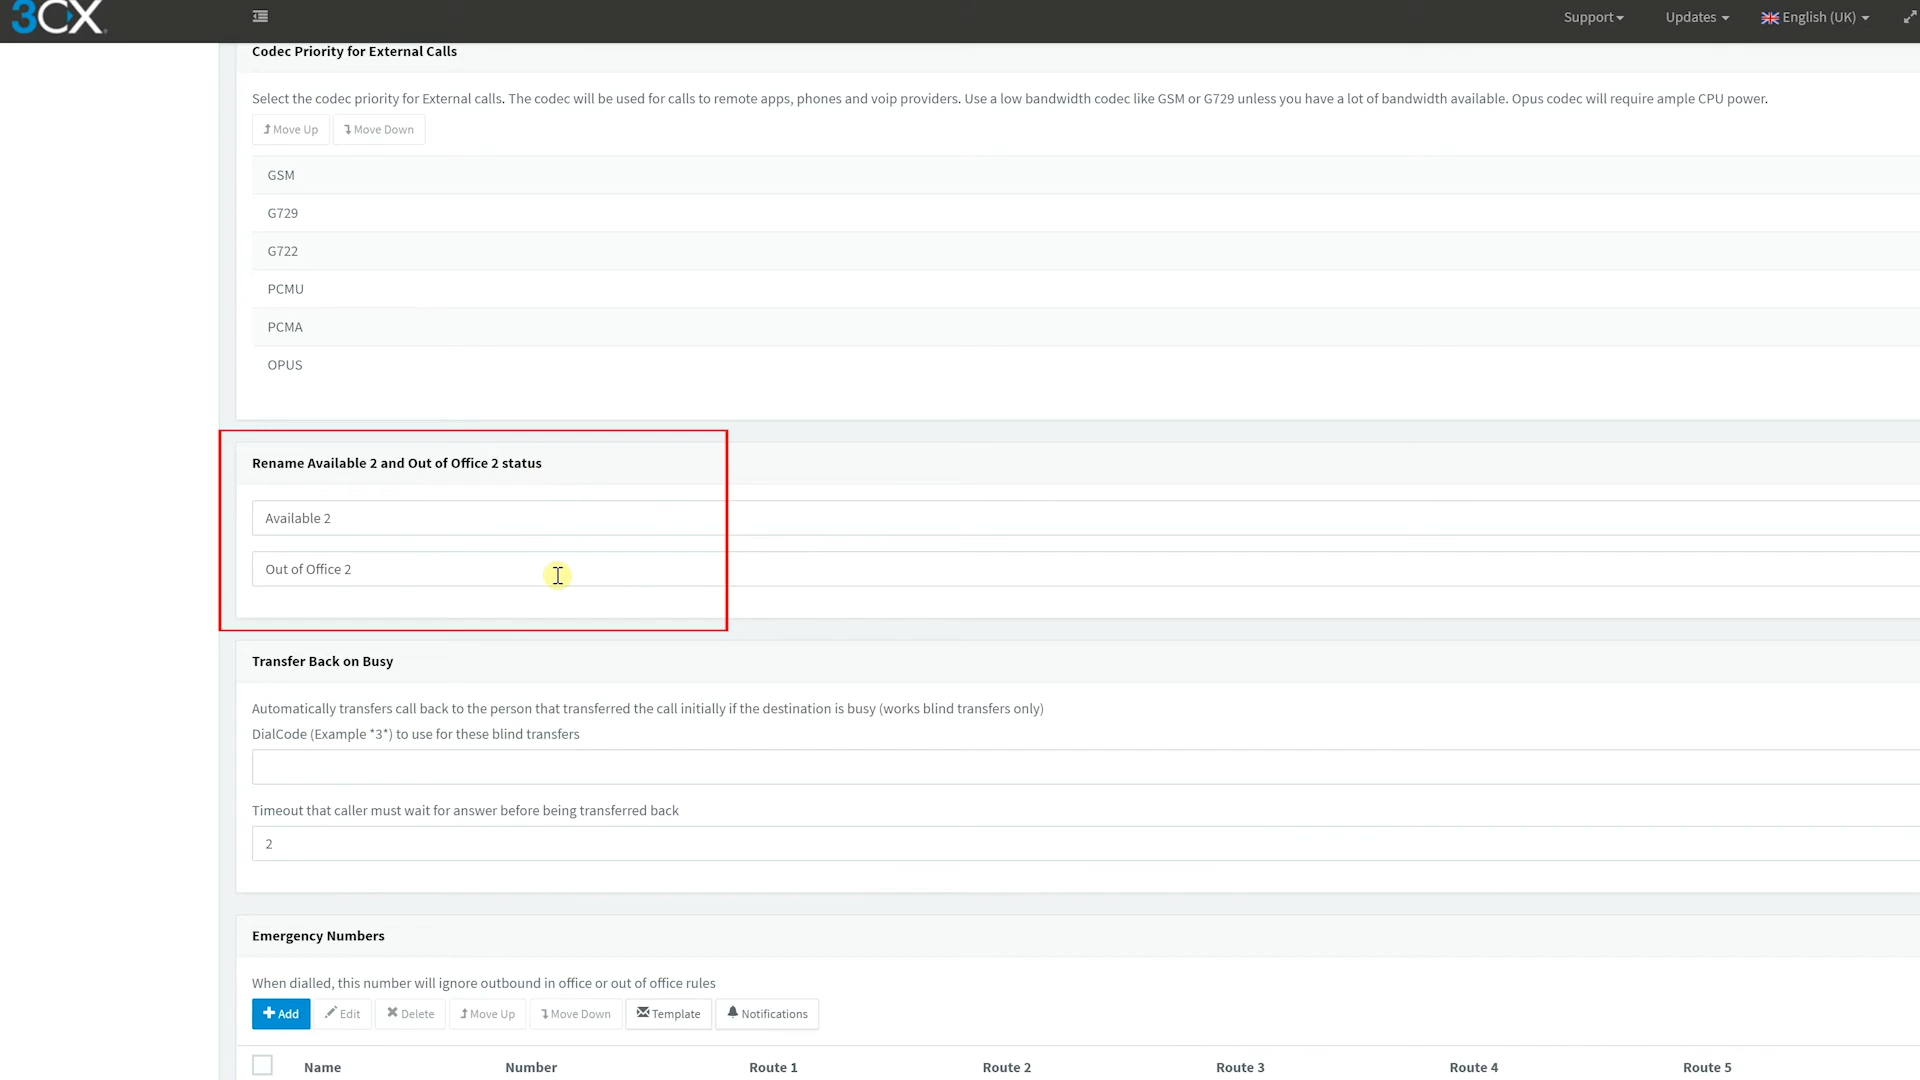 3CX
Support
Updates
English (UK)
Codec Priority for External Calls
Select the codec priority for External calls. The codec will be used for calls to remote apps, phones and voip providers. Use a low bandwidth codec like GSM or G729 unless you have a lot of bandwidth available. Opus codec will require ample CPU power.
Move Up Move Down
GSM
G729
G722
PCMU
PCMA
OPUS
Rename Available 2 and Out of Office 2 status
Available 2
Out of Office 2
Transfer Back on Busy
Automatically transfers call back to the person that transferred the call initially if the destination is busy (works blind transfers only)
DialCode (Example *3*) to use for these blind transfers
Timeout that caller must wait for answer before being transferred back
2
Emergency Numbers
When dialled, this number will ignore outbound in office or out of office rules
Add Edit Delete Move Up Move Down Template Notifications
Name Number Route 1 Route 2 Route 3 Route 4 Route 5